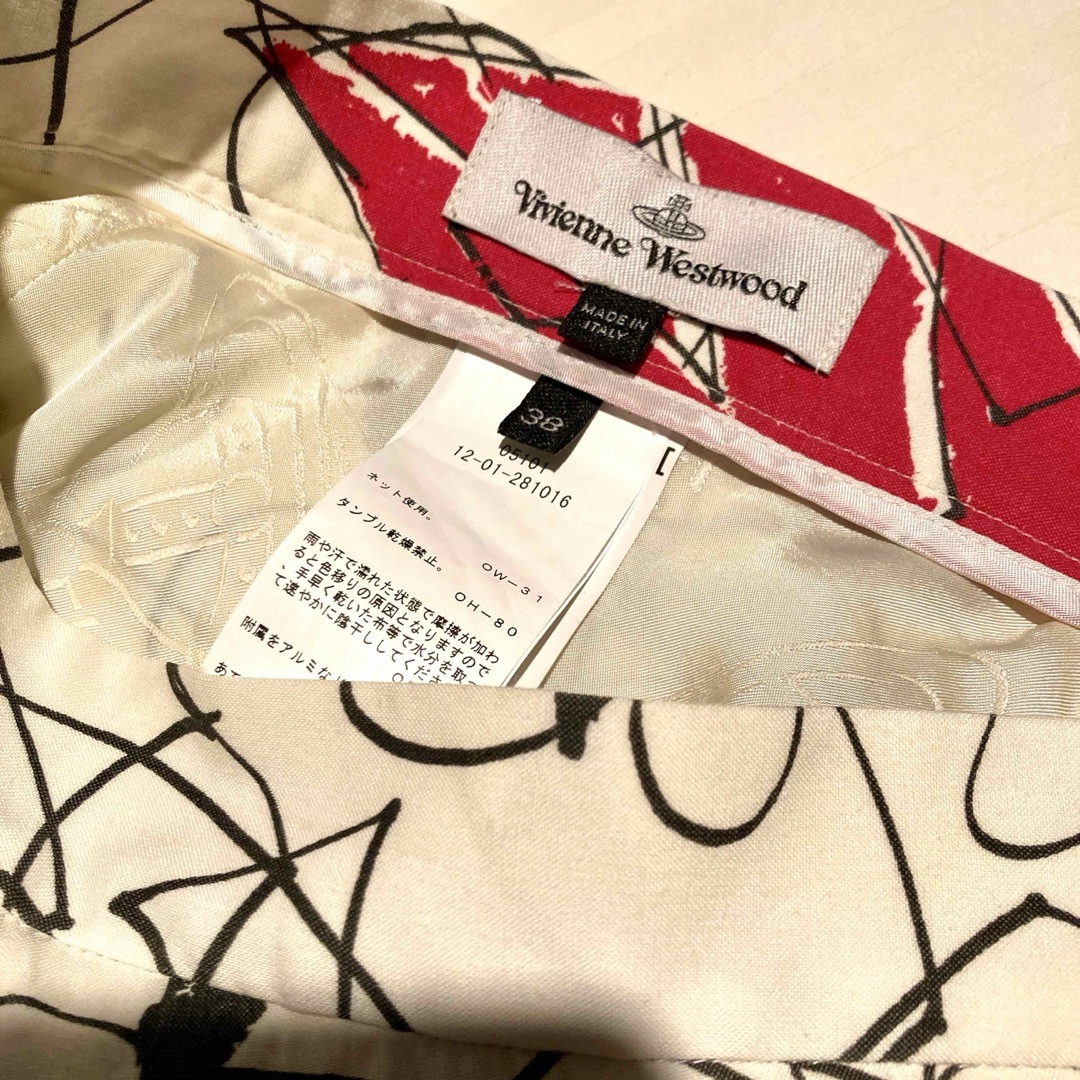 Vivienne Westwood
MADE IN
ITALY
38
05101
12-01-281016
ネット使用。
タンブル乾燥禁止。
OW-31
OH-80
雨や汗で濡れた状態で摩擦が加わ
ると色移りの原因となりますので
、手早く乾いた布等で水分を取っ
て速やかに陰干ししてくださ
附属をアルミな